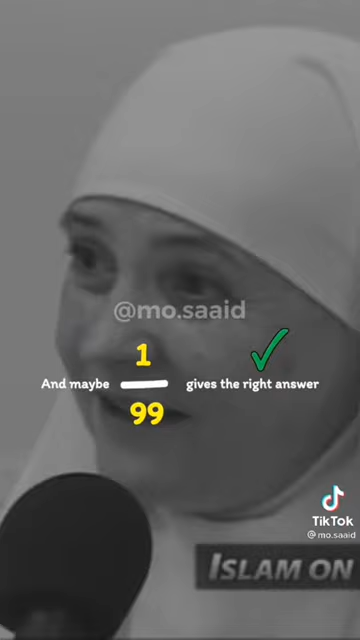 @mo.saaid
1
And maybe gives the right answer
99
TikTok
@mo.saaid
ISLAM ON